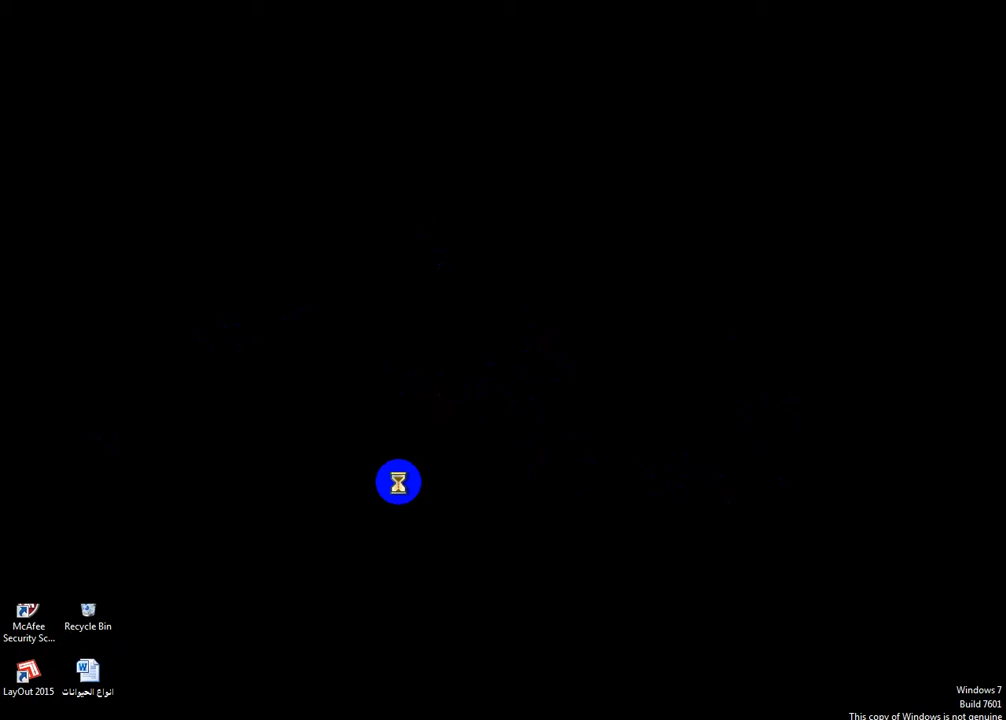 McAfee
Security Sc...
Recycle Bin
LayOut 2015
انواع الحيوانات
Windows 7
Build 7601
This copy of Windows is not genuine